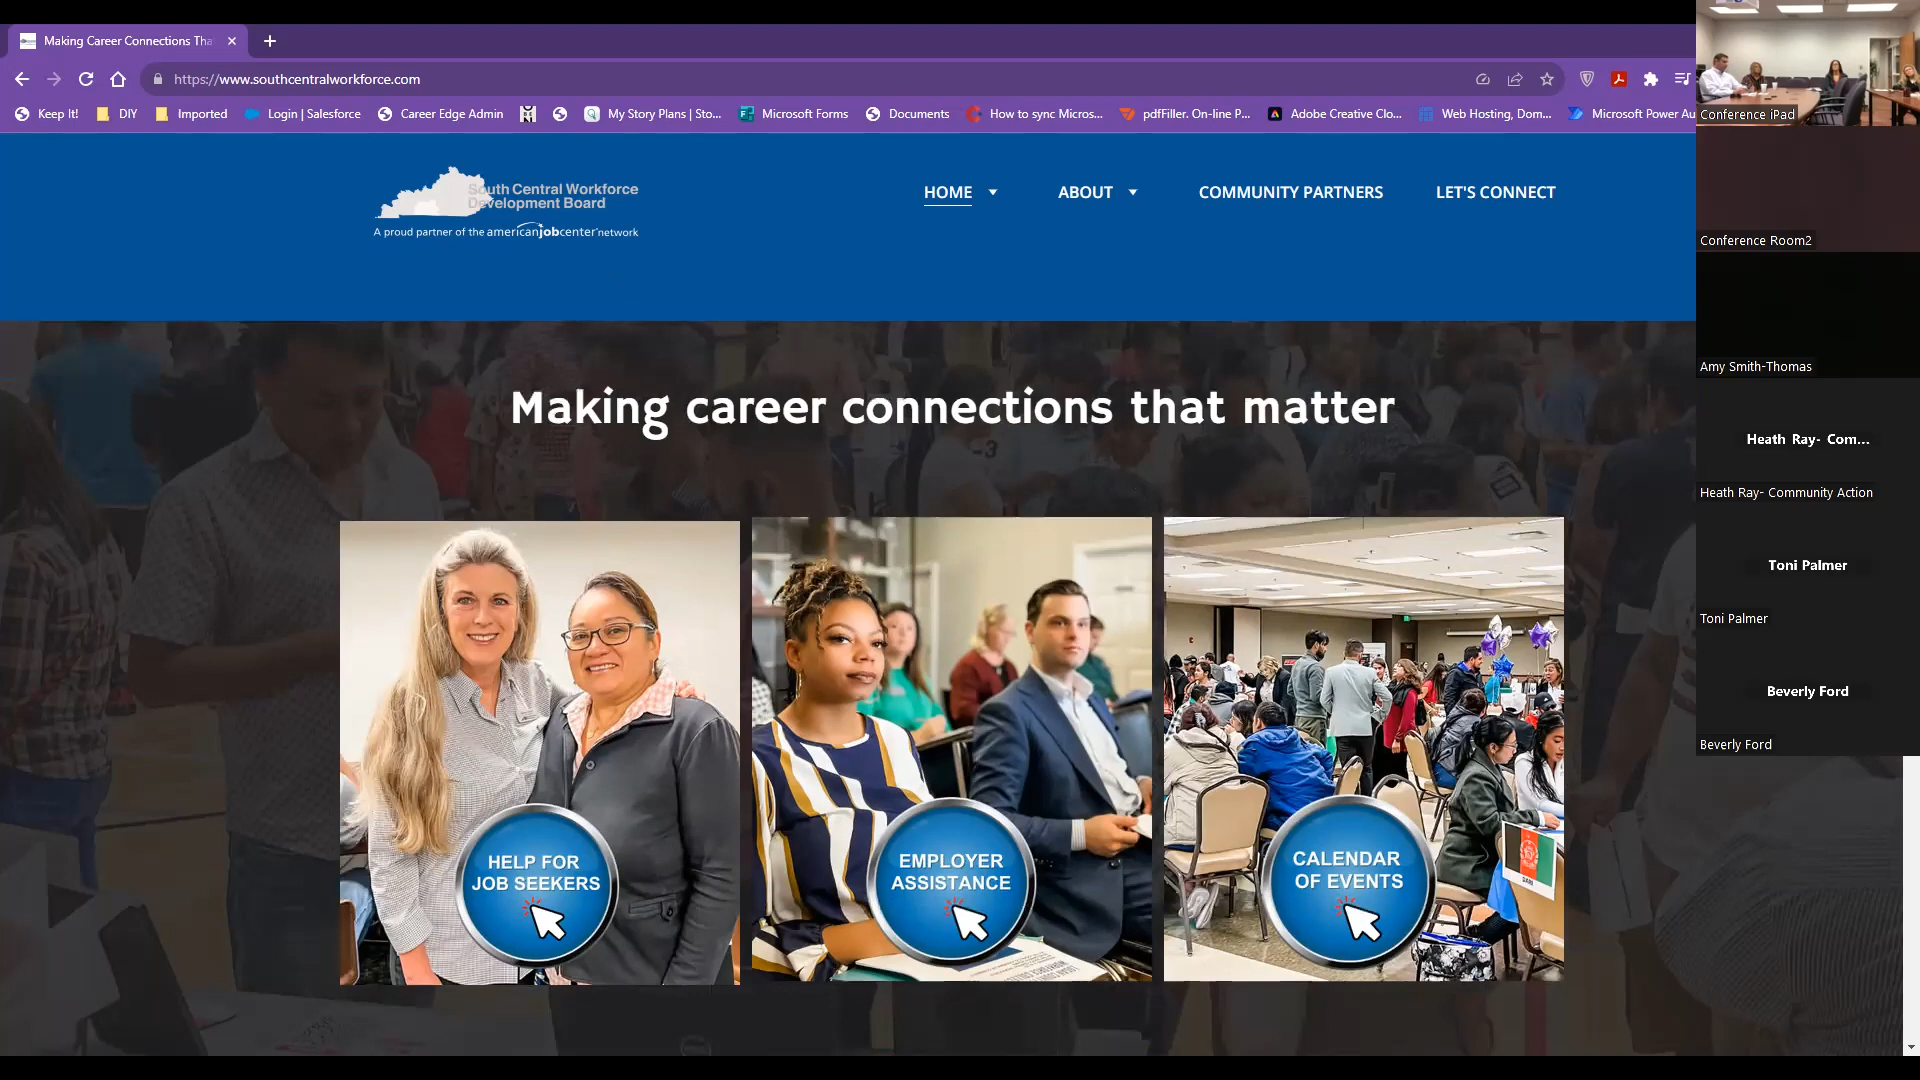 Making Career Connections Tha
https://www.southcentralworkforce.com
Keep It!
DIY
Imported
Login | Salesforce
Career Edge Admin
My Story Plans | Sto...
Microsoft Forms
Documents
How to sync Micros...
pdfFiller. On-line P...
Adobe Creative Clo...
Web Hosting, Dom...
Microsoft Power Au
South Central Workforce
Development Board
A proud partner of the americanjobcenter network
HOME
ABOUT
COMMUNITY PARTNERS
LET'S CONNECT
Making career connections that matter
HELP FOR
JOB SEEKERS
EMPLOYER
ASSISTANCE
CALENDAR
OF EVENTS
DARI
Conference iPad
Conference Room2
Amy Smith-Thomas
Heath Ray- Com...
Heath Ray- Community Action
Toni Palmer
Toni Palmer
Beverly Ford
Beverly Ford